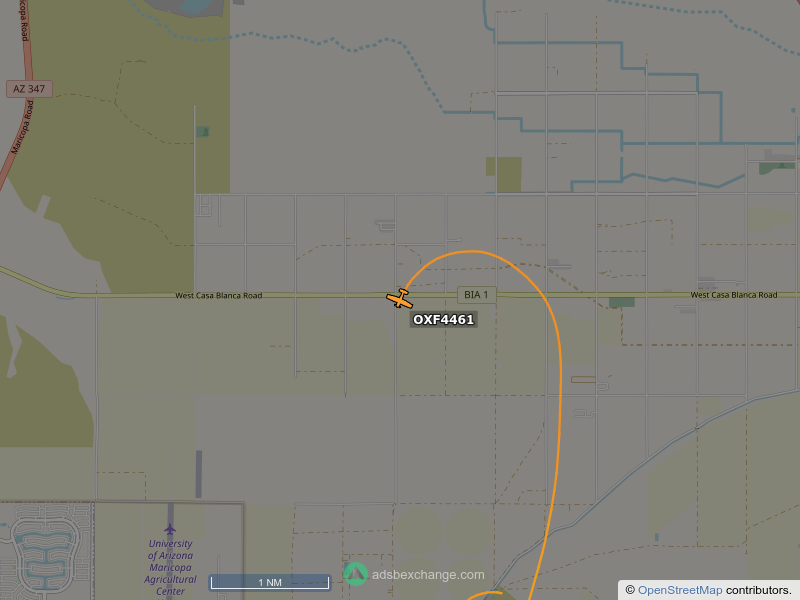 Maricopa Road
AZ 347
Maricopa Road
West Casa Blanca Road
BIA 1
West Casa Blanca Road
OXF4461
University
of Arizona
Maricopa
Agricultural
Center
1 NM
adsbexchange.com
© OpenStreetMap contributors.